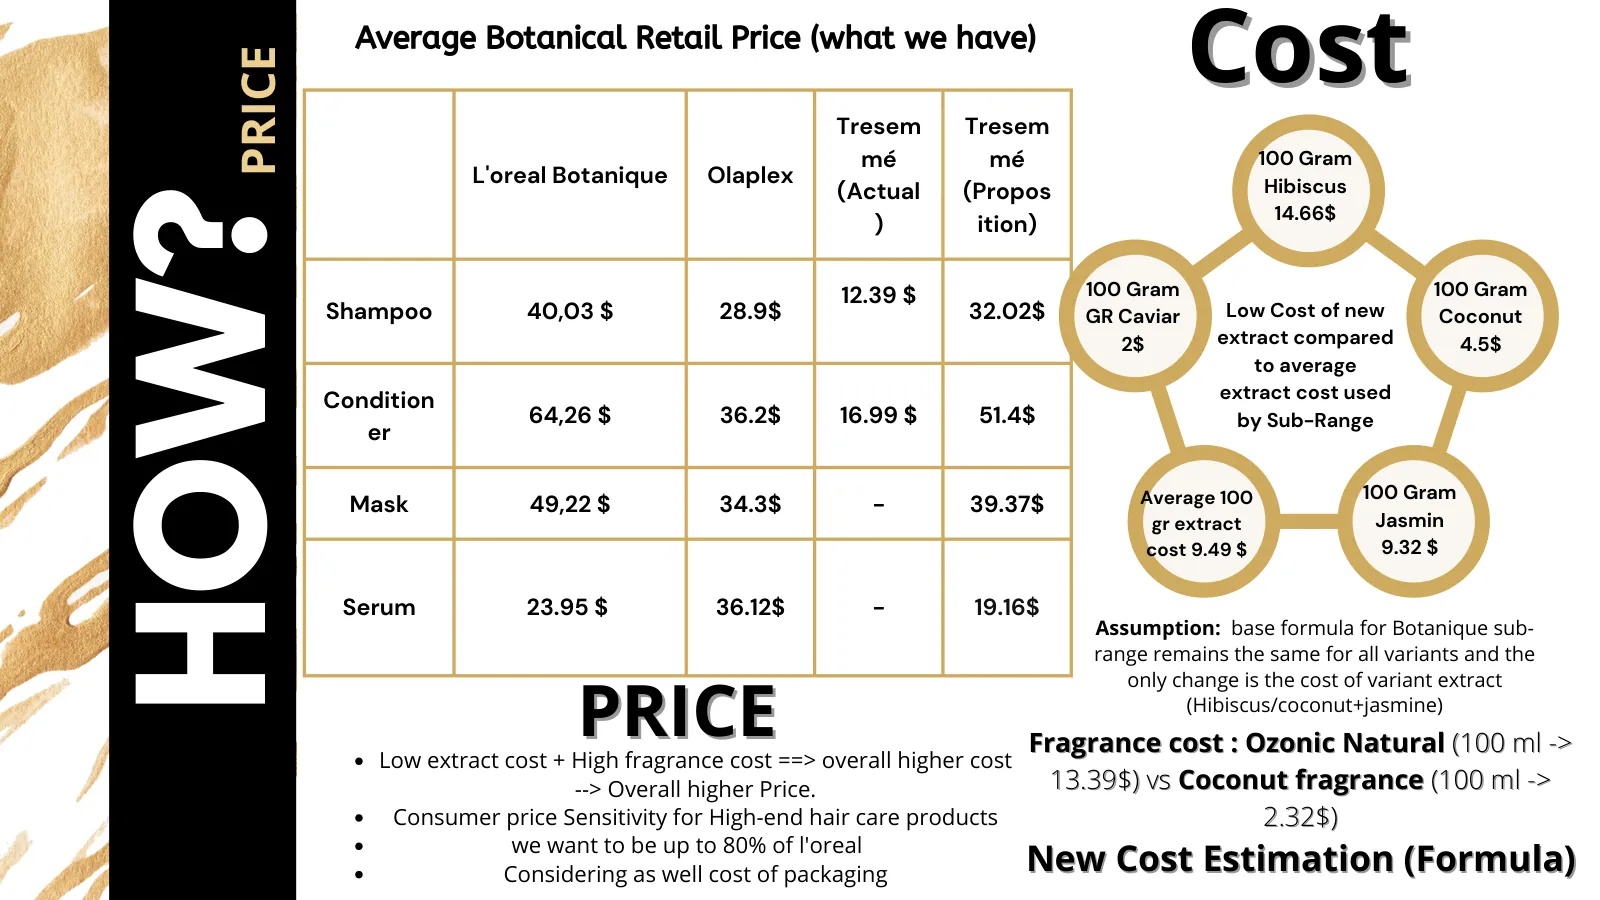 HOW?
PRICE
Average Botanical Retail Price (what we have)
L'oreal Botanique
Olaplex
Tresem
mé
(Actual
)
Tresem
mé
(Propos
ition)
Shampoo
40,03 $
28.9$
12.39 $
32.02$
Condition
er
64,26 $
36.2$
16.99 $
51.4$
Mask
49,22 $
34.3$
-
39.37$
Serum
23.95 $
36.12$
-
19.16$
PRICE
• Low extract cost + High fragrance cost ==> overall higher cost
--> Overall higher Price.
• Consumer price Sensitivity for High-end hair care products
• we want to be up to 80% of l'oreal
• Considering as well cost of packaging
Cost
100 Gram
Hibiscus
14.66$
100 Gram
GR Caviar
2$
100 Gram
Coconut
4.5$
Low Cost of new
extract compared
to average
extract cost used
by Sub-Range
Average 100
gr extract
cost 9.49 $
100 Gram
Jasmin
9.32 $
Assumption: base formula for Botanique sub-
range remains the same for all variants and the
only change is the cost of variant extract
(Hibiscus/coconut+jasmine)
Fragrance cost : Ozonic Natural (100 ml ->
13.39$) vs Coconut fragrance (100 ml ->
2.32$)
New Cost Estimation (Formula)